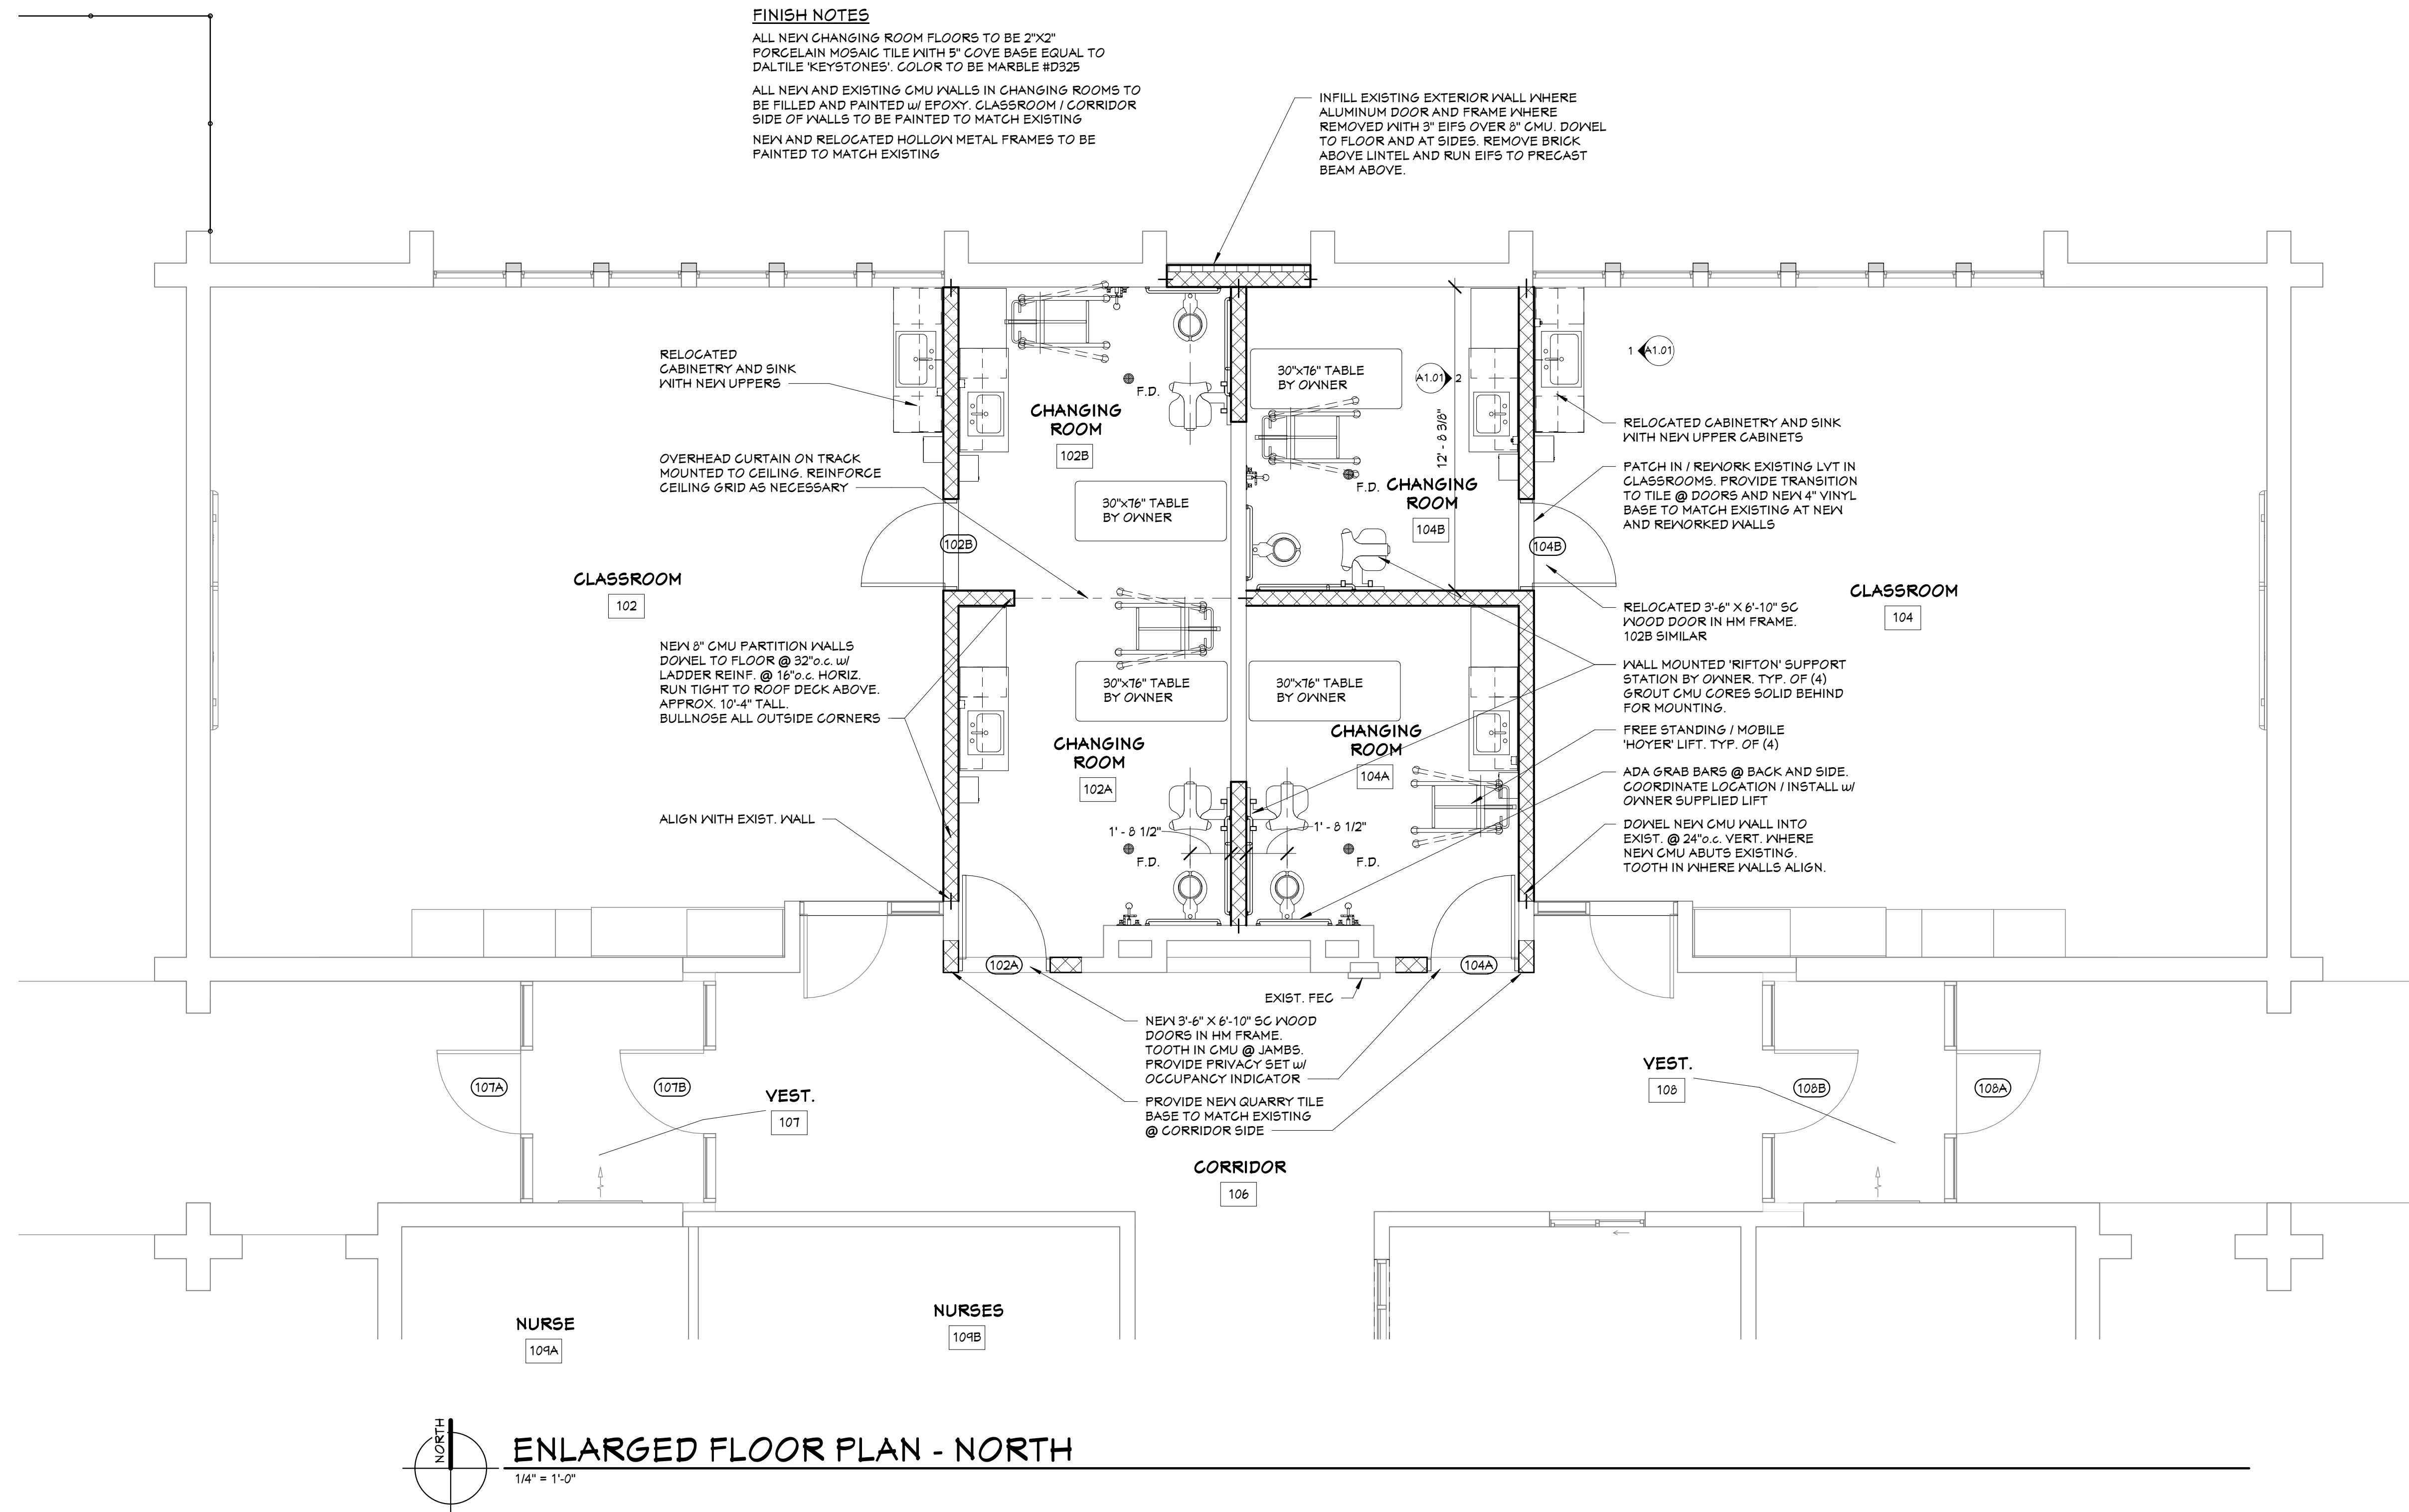 FINISH NOTES
ALL NEW CHANGING ROOM FLOORS TO BE 2"X2"
PORCELAIN MOSAIC TILE WITH 5" COVE BASE EQUAL TO
DALTILE 'KEYSTONES'. COLOR TO BE MARBLE #D325
ALL NEW AND EXISTING CMU WALLS IN CHANGING ROOMS TO
BE FILLED AND PAINTED w/ EPOXY. CLASSROOM / CORRIDOR
SIDE OF WALLS TO BE PAINTED TO MATCH EXISTING
NEW AND RELOCATED HOLLOW METAL FRAMES TO BE
PAINTED TO MATCH EXISTING
INFILL EXISTING EXTERIOR WALL WHERE
ALUMINUM DOOR AND FRAME WHERE
REMOVED WITH 3" EIFS OVER 8" CMU. DOWEL
TO FLOOR AND AT SIDES. REMOVE BRICK
ABOVE LINTEL AND RUN EIFS TO PRECAST
BEAM ABOVE.
RELOCATED
CABINETRY AND SINK
WITH NEW UPPERS
OVERHEAD CURTAIN ON TRACK
MOUNTED TO CEILING. REINFORCE
CEILING GRID AS NECESSARY
CLASSROOM
102
NEW 8" CMU PARTITION WALLS
DOWEL TO FLOOR @ 32"o.c. w/
LADDER REINF. @ 16"o.c. HORIZ.
RUN TIGHT TO ROOF DECK ABOVE.
APPROX. 10'-4" TALL.
BULLNOSE ALL OUTSIDE CORNERS
ALIGN WITH EXIST. WALL
F.D.
CHANGING
ROOM
102B
30"x76" TABLE
BY OWNER
102B
30"x76" TABLE
BY OWNER
CHANGING
ROOM
102A
1' - 8 1/2"
F.D.
102A
30"x76" TABLE
BY OWNER
A1.01 2
12' - 8 3/8"
F.D.
CHANGING
ROOM
104B
104B
30"x76" TABLE
BY OWNER
CHANGING
ROOM
104A
1' - 8 1/2"
F.D.
104A
1 A1.01
RELOCATED CABINETRY AND SINK
WITH NEW UPPER CABINETS
PATCH IN / REWORK EXISTING LVT IN
CLASSROOMS. PROVIDE TRANSITION
TO TILE @ DOORS AND NEW 4" VINYL
BASE TO MATCH EXISTING AT NEW
AND REWORKED WALLS
CLASSROOM
104
RELOCATED 3'-6" X 6'-10" SC
WOOD DOOR IN HM FRAME.
102B SIMILAR
WALL MOUNTED 'RIFTON' SUPPORT
STATION BY OWNER. TYP. OF (4)
GROUT CMU CORES SOLID BEHIND
FOR MOUNTING.
FREE STANDING / MOBILE
'HOYER' LIFT. TYP. OF (4)
ADA GRAB BARS @ BACK AND SIDE.
COORDINATE LOCATION / INSTALL w/
OWNER SUPPLIED LIFT
DOWEL NEW CMU WALL INTO
EXIST. @ 24"o.c. VERT. WHERE
NEW CMU ABUTS EXISTING.
TOOTH IN WHERE WALLS ALIGN.
EXIST. FEC
NEW 3'-6" X 6'-10" SC WOOD
DOORS IN HM FRAME.
TOOTH IN CMU @ JAMBS.
PROVIDE PRIVACY SET w/
OCCUPANCY INDICATOR
PROVIDE NEW QUARRY TILE
BASE TO MATCH EXISTING
@ CORRIDOR SIDE
107A
107B
VEST.
107
VEST.
108
108B
108A
CORRIDOR
106
NURSE
109A
NURSES
109B
NORTH
ENLARGED FLOOR PLAN - NORTH
1/4" = 1'-0"